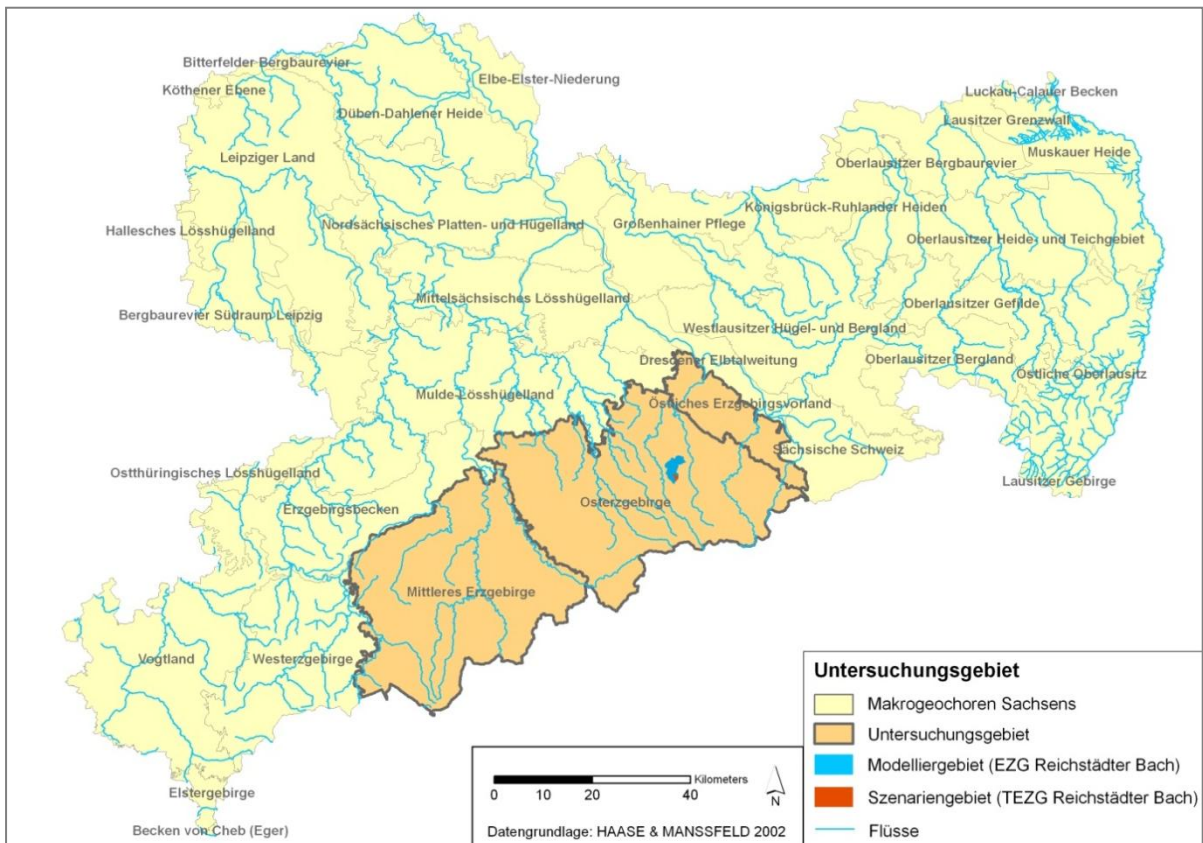 Bitterfelder Bergbaurevier
Köthener Ebene
Elbe-Elster-Niederung
Düben-Dahlener Heide
Luckau-Calauer Becken
Lausitzer Grenzwall
Muskauer Heide
Leipziger Land
Oberlausitzer Bergbaurevier
Königsbrück-Ruhlander Heiden
Nordsächsisches Platten- und Hügelland
Großenhainer Pflege
Hallesches Lösshügelland
Oberlausitzer Heide- und Teichgebiet
Mittelsächsisches Lösshügelland
Oberlausitzer Gefilde
Bergbaurevier Südraum Leipzig
Westlausitzer Hügel- und Bergland
Dresdener Elbtalweitung
Oberlausitzer Bergland
Östliche Oberlausitz
Mulde-Lösshügelland
Östliches Erzgebirgsvorland
Sächsische Schweiz
Ostthüringisches Lösshügelland
Lausitzer Gebirge
Osterzgebirge
Erzgebirgsbecken
Mittleres Erzgebirge
Vogtland
Westerzgebirge
Elstergebirge
Becken von Cheb (Eger)
Kilometers
0 10 20 40
N
Datengrundlage: HAASE & MANSSFELD 2002
Untersuchungsgebiet
Makrogeochoren Sachsens
Untersuchungsgebiet
Modelliergebiet (EZG Reichstädter Bach)
Szenariengebiet (TEZG Reichstädter Bach)
Flüsse